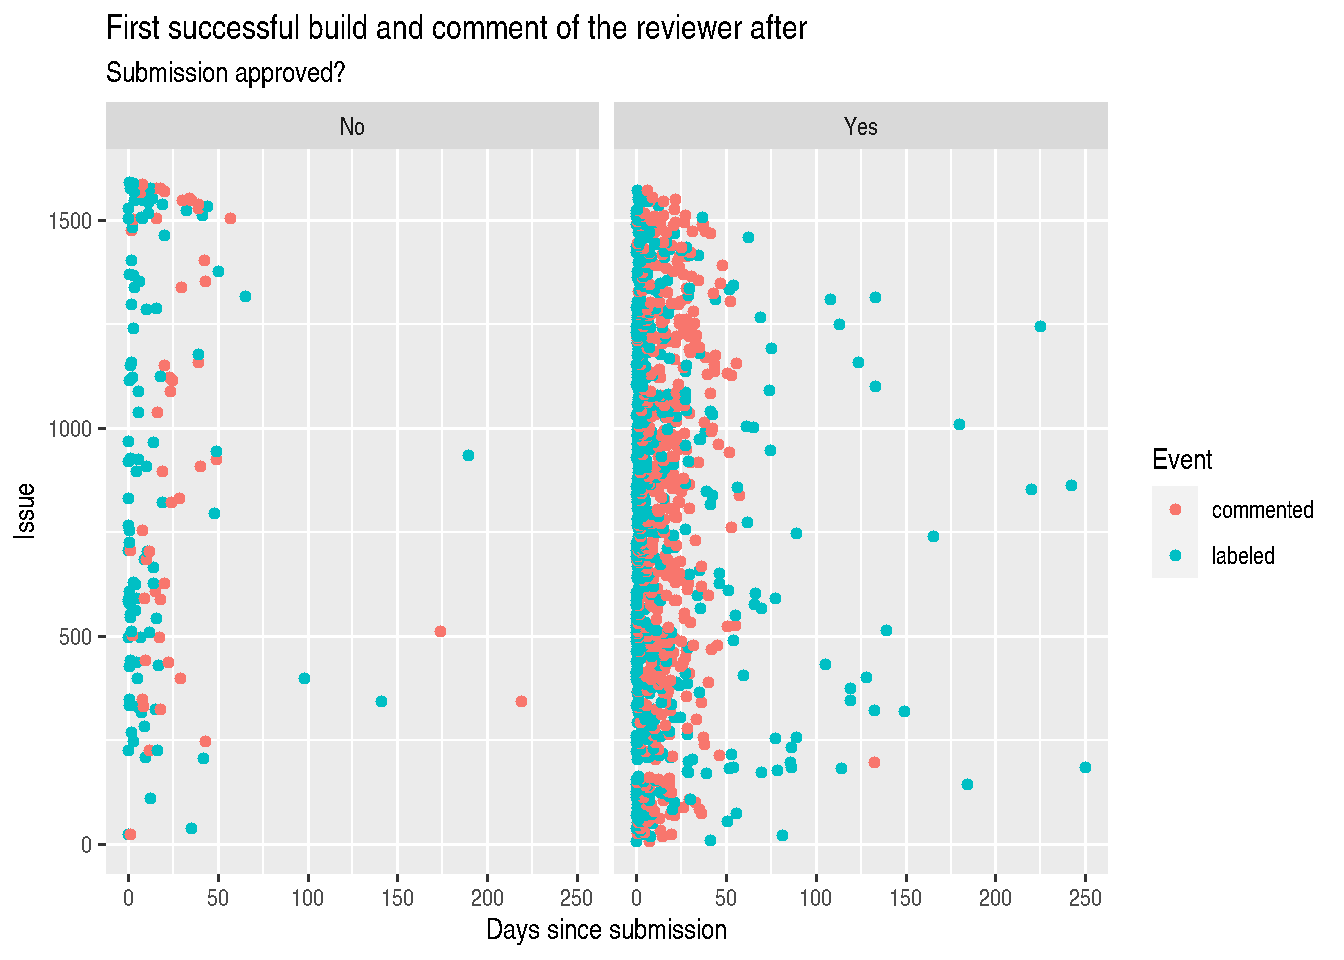 First successful build and comment of the reviewer after
Submission approved?
No
Yes
1500
1000
500
0
Issue
0 50 100 150 200 250
0 50 100 150 200 250
Days since submission
Event
commented
labeled